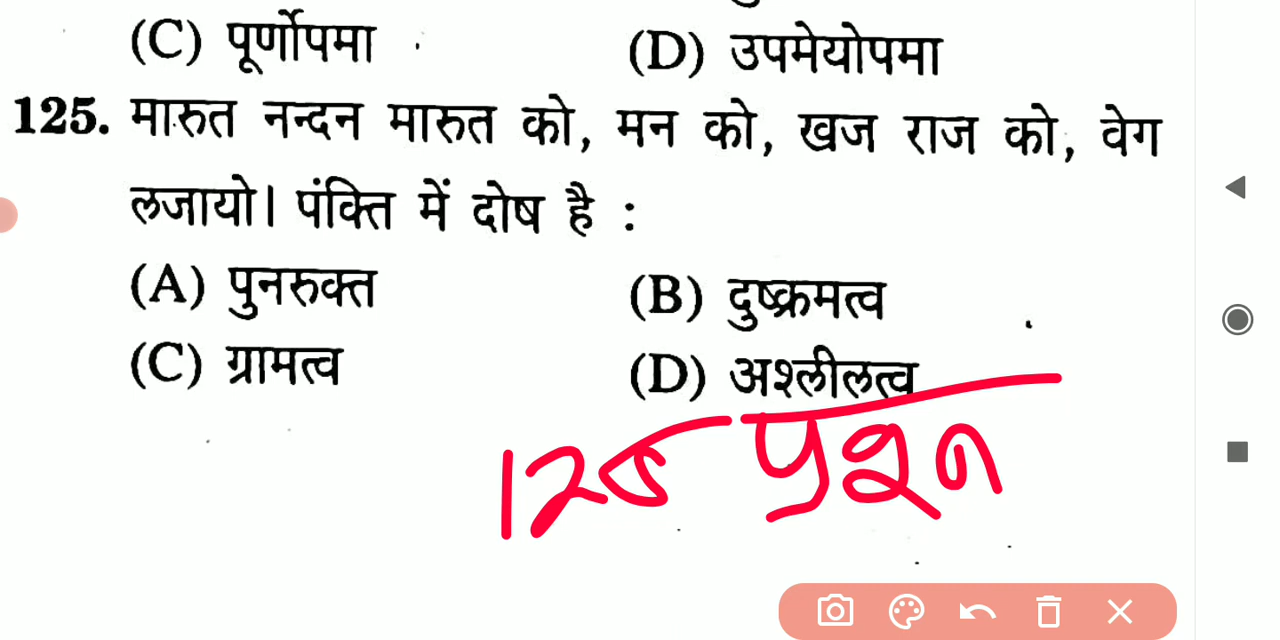 (C) पूर्णोपमा (D) उपमेयोपमा
125. मारुत नन्दन मारुत को, मन को, खज राज को, वेग
लजायो। पंक्ति में दोष है :
(A) पुनरुक्त (B) दुष्क्रमत्व
(C) ग्रामत्व (D) अश्लीलत्व
125 प्रश्न